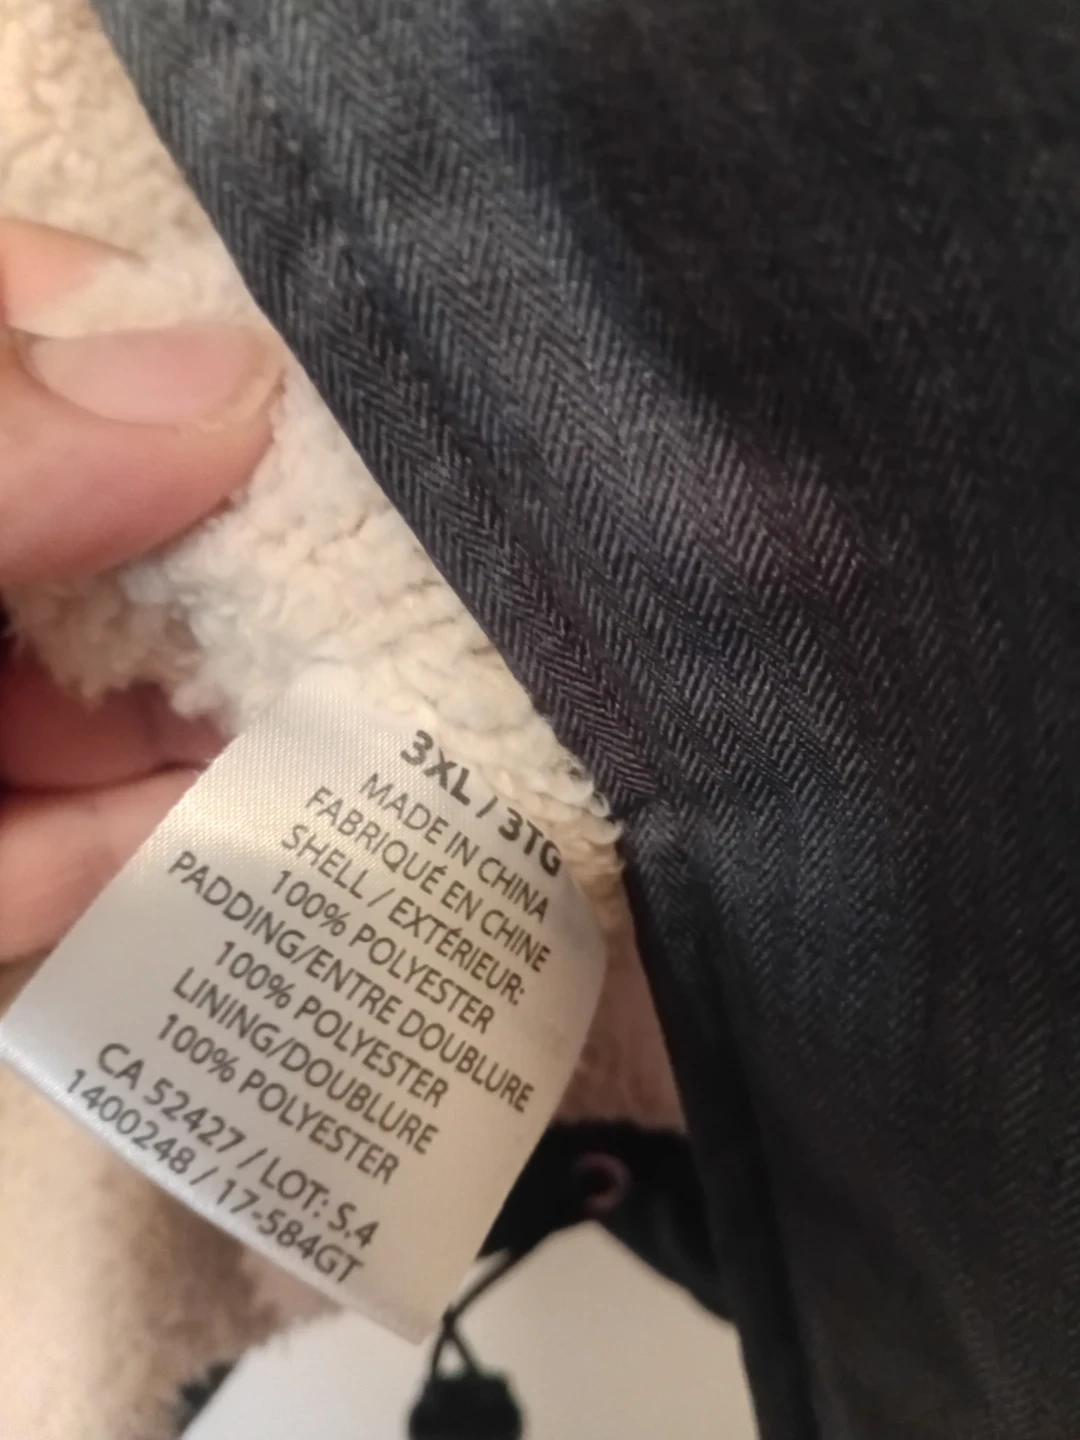 3XL / 3TG
MADE IN CHINA
FABRIQUÉ EN CHINE
SHELL / EXTÉRIEUR:
100% POLYESTER
PADDING/ENTRE DOUBLURE
100% POLYESTER
LINING/DOUBLURE
100% POLYESTER
CA 52427 / LOT: S.4
1400248 / 17-584GT